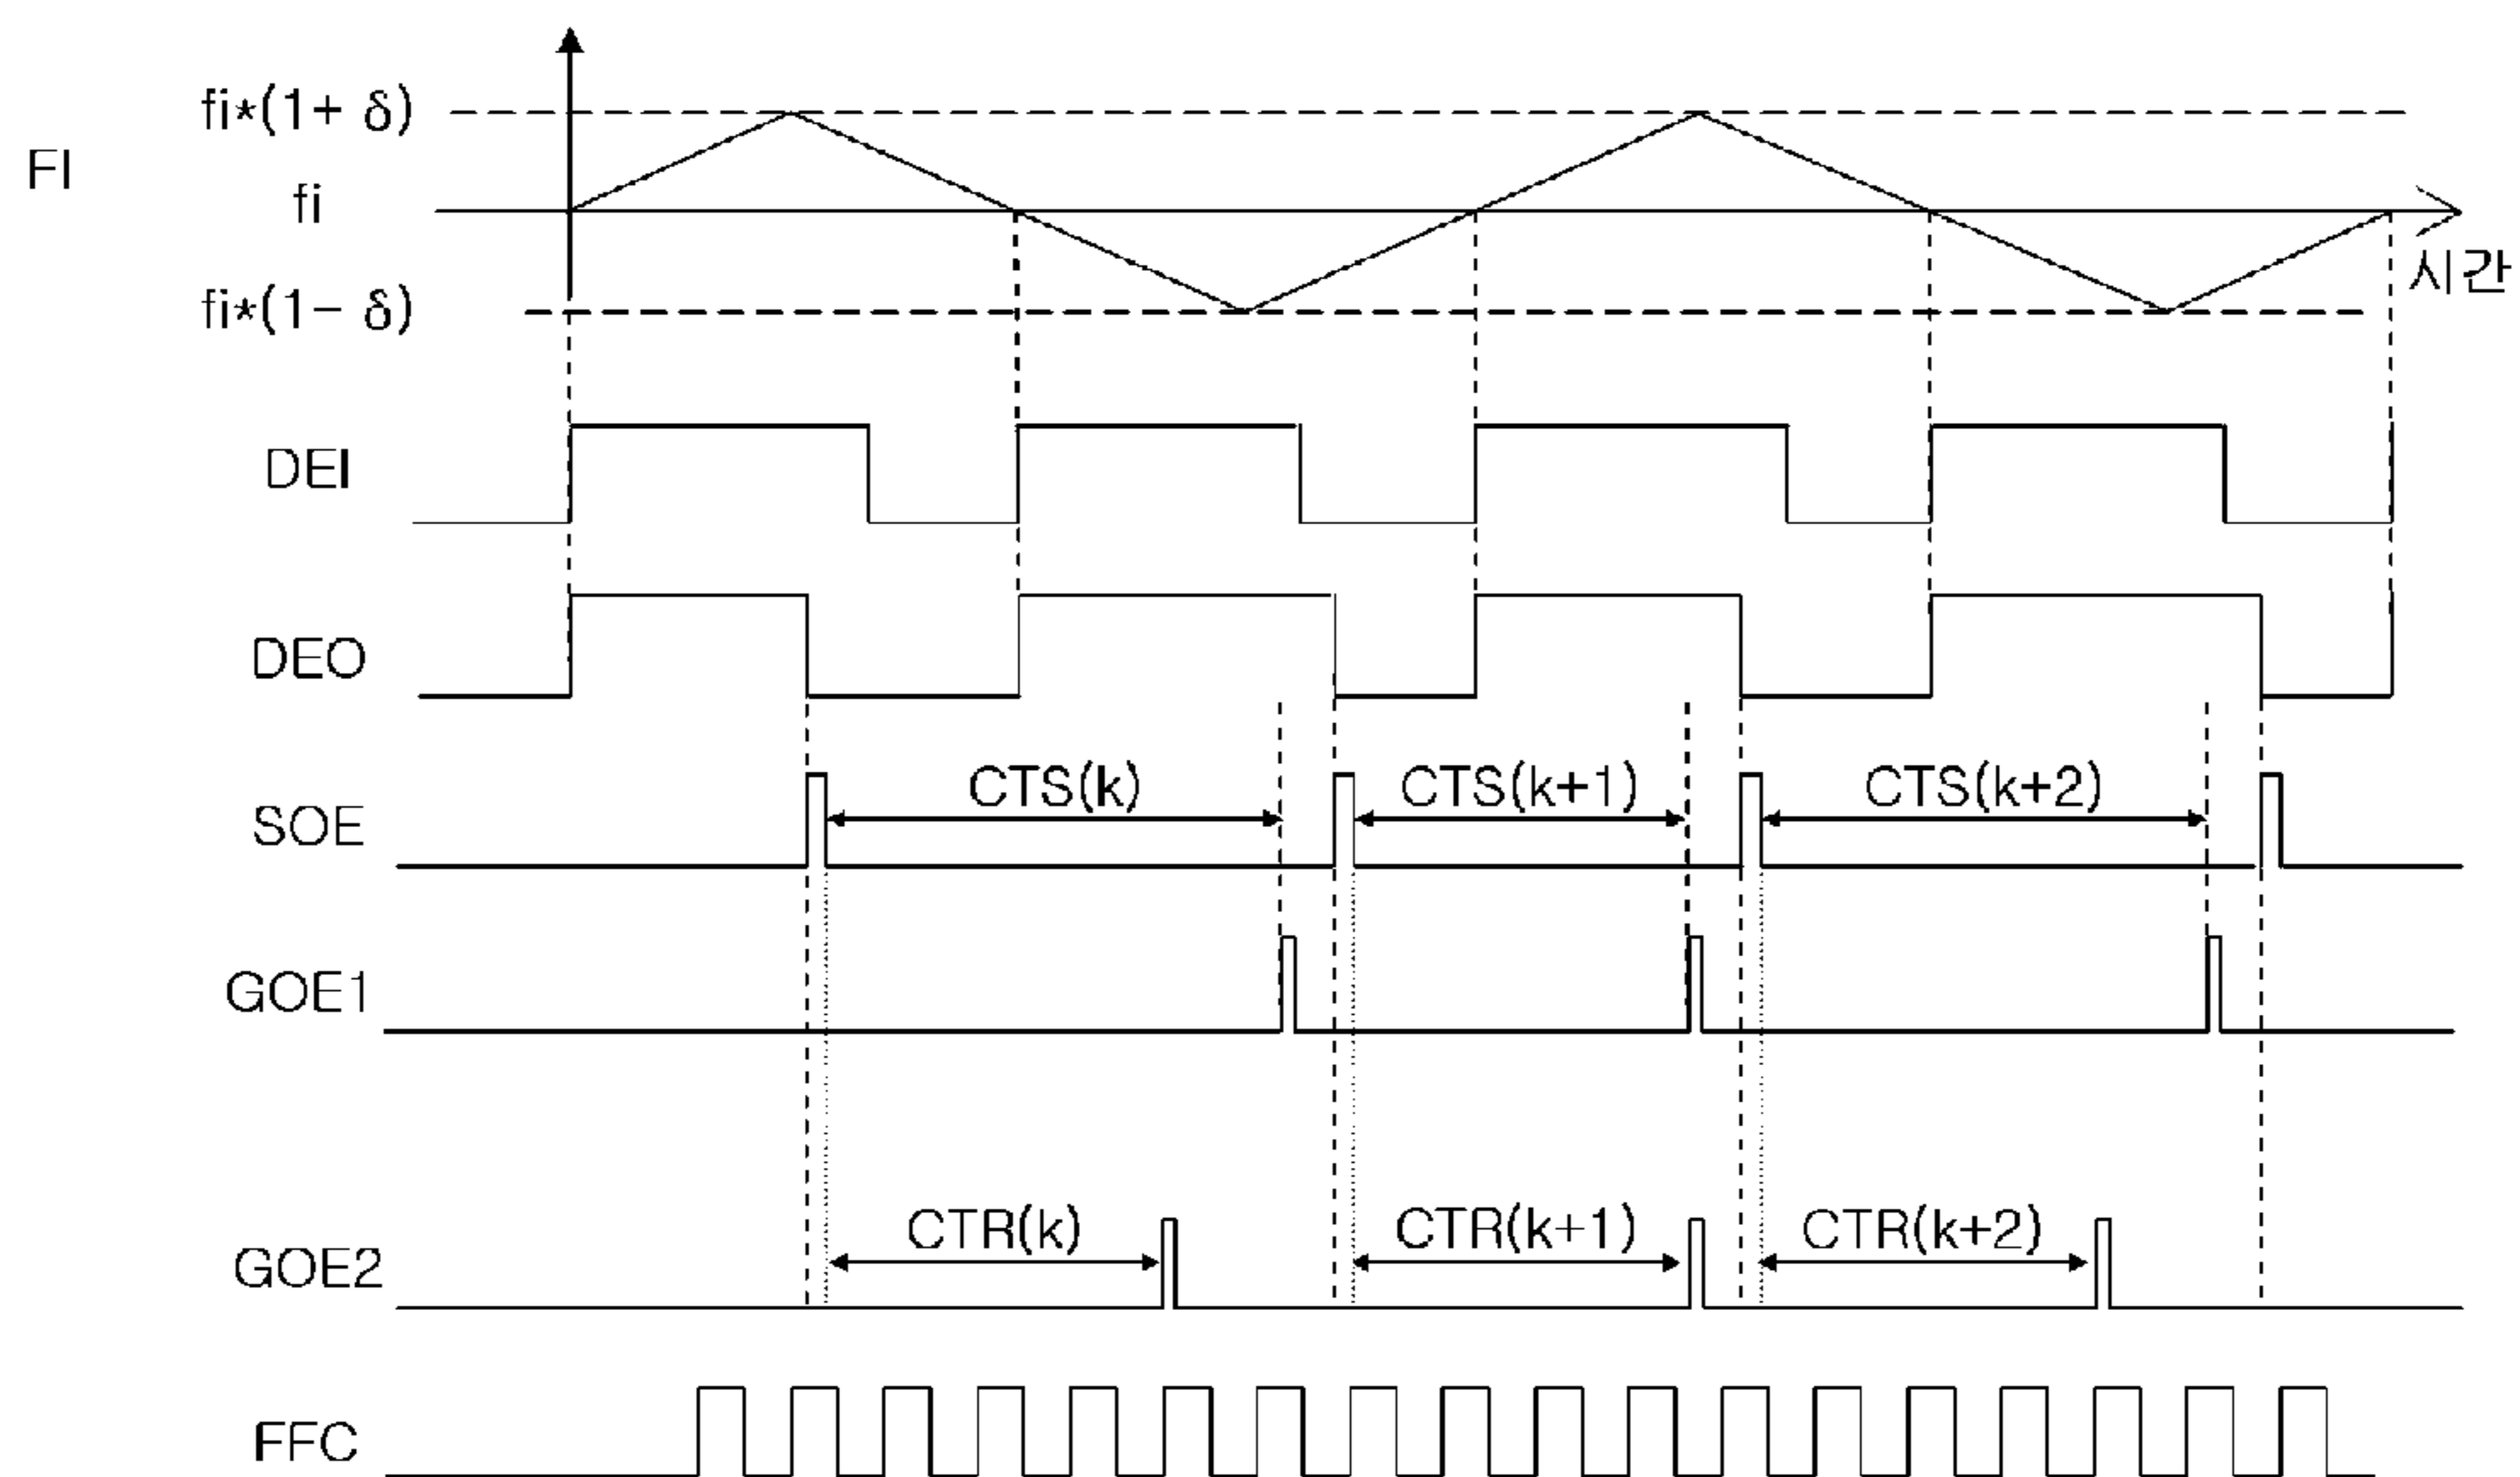 fi*(1+ δ)
FI
fi
시간
fi*(1- δ)
DEI
DEO
CTS(k) CTS(k+1) CTS(k+2)
SOE
GOE1
CTR(k) CTR(k+1) CTR(k+2)
GOE2
FFC